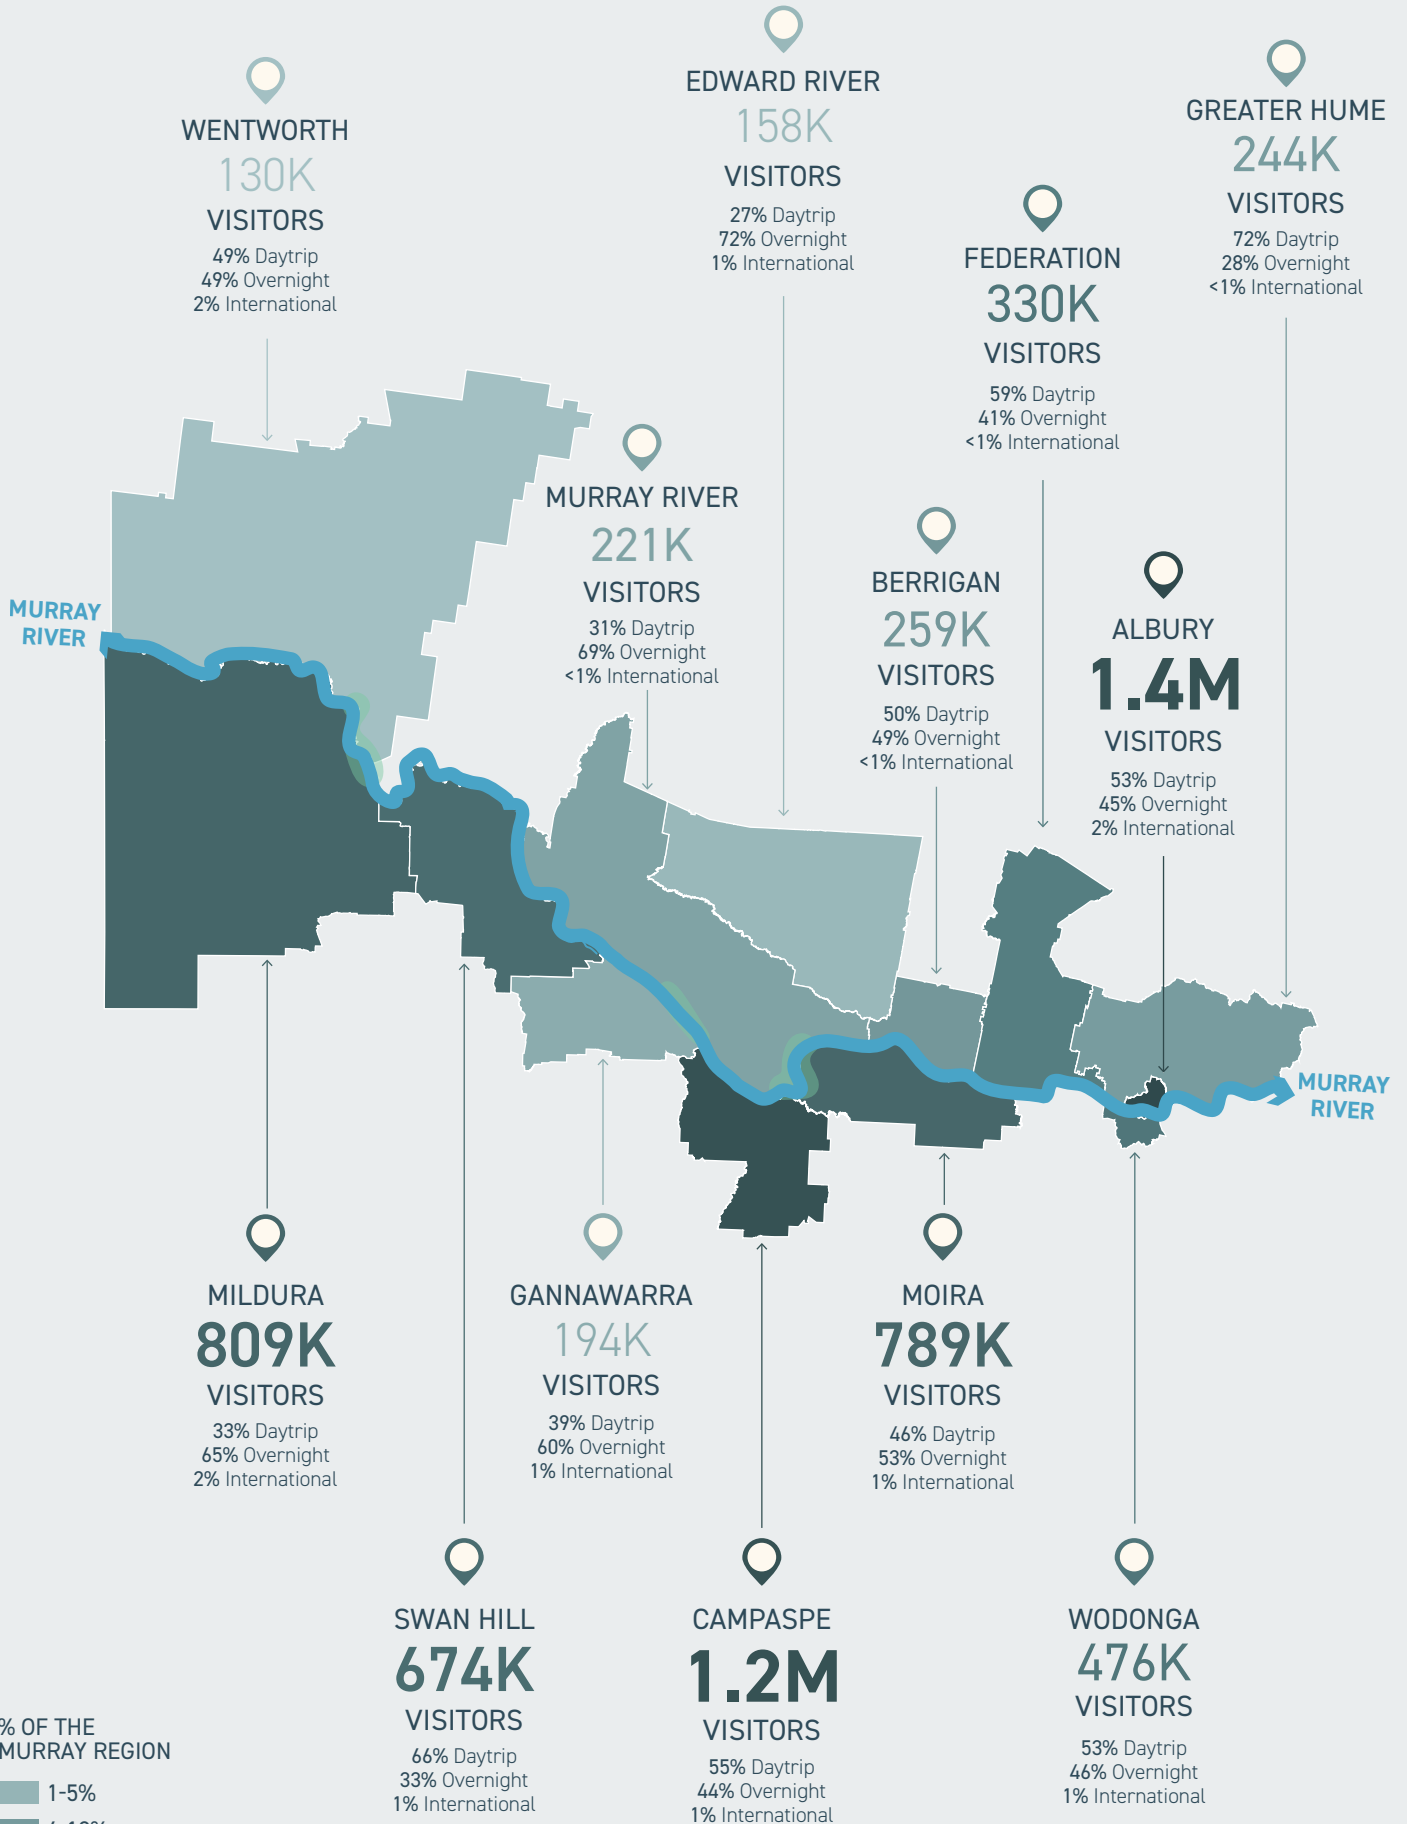 EDWARD RIVER
158K
VISITORS
27% Daytrip
72% Overnight
1% International
WENTWORTH
130K
VISITORS
49% Daytrip
49% Overnight
2% International
GREATER HUME
244K
VISITORS
72% Daytrip
28% Overnight
<1% International
FEDERATION
330K
VISITORS
59% Daytrip
41% Overnight
<1% International
MURRAY RIVER
221K
VISITORS
31% Daytrip
69% Overnight
<1% International
BERRIGAN
259K
VISITORS
50% Daytrip
49% Overnight
<1% International
ALBURY
1.4M
VISITORS
53% Daytrip
45% Overnight
2% International
MURRAY
RIVER
MURRAY
RIVER
MILDURA
809K
VISITORS
33% Daytrip
65% Overnight
2% International
GANNAWARRA
194K
VISITORS
39% Daytrip
60% Overnight
1% International
MOIRA
789K
VISITORS
46% Daytrip
53% Overnight
1% International
SWAN HILL
674K
VISITORS
66% Daytrip
33% Overnight
1% International
CAMPASPE
1.2M
VISITORS
55% Daytrip
44% Overnight
1% International
WODONGA
476K
VISITORS
53% Daytrip
46% Overnight
1% International
% OF THE
MURRAY REGION
1-5%